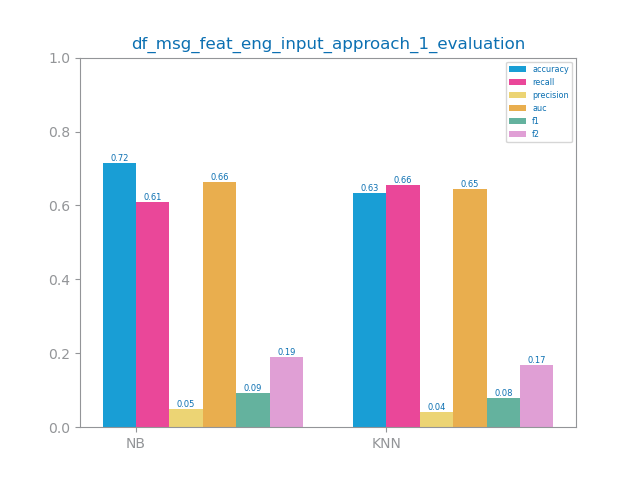 df_msg_feat_eng_input_approach_1_evaluation
1.0
0.8
0.6
0.4
0.2
0.0
accuracy
recall
precision
auc
f1
f2
0.72
0.61
0.05
0.66
0.09
0.19
0.63
0.66
0.04
0.65
0.08
0.17
NB
KNN